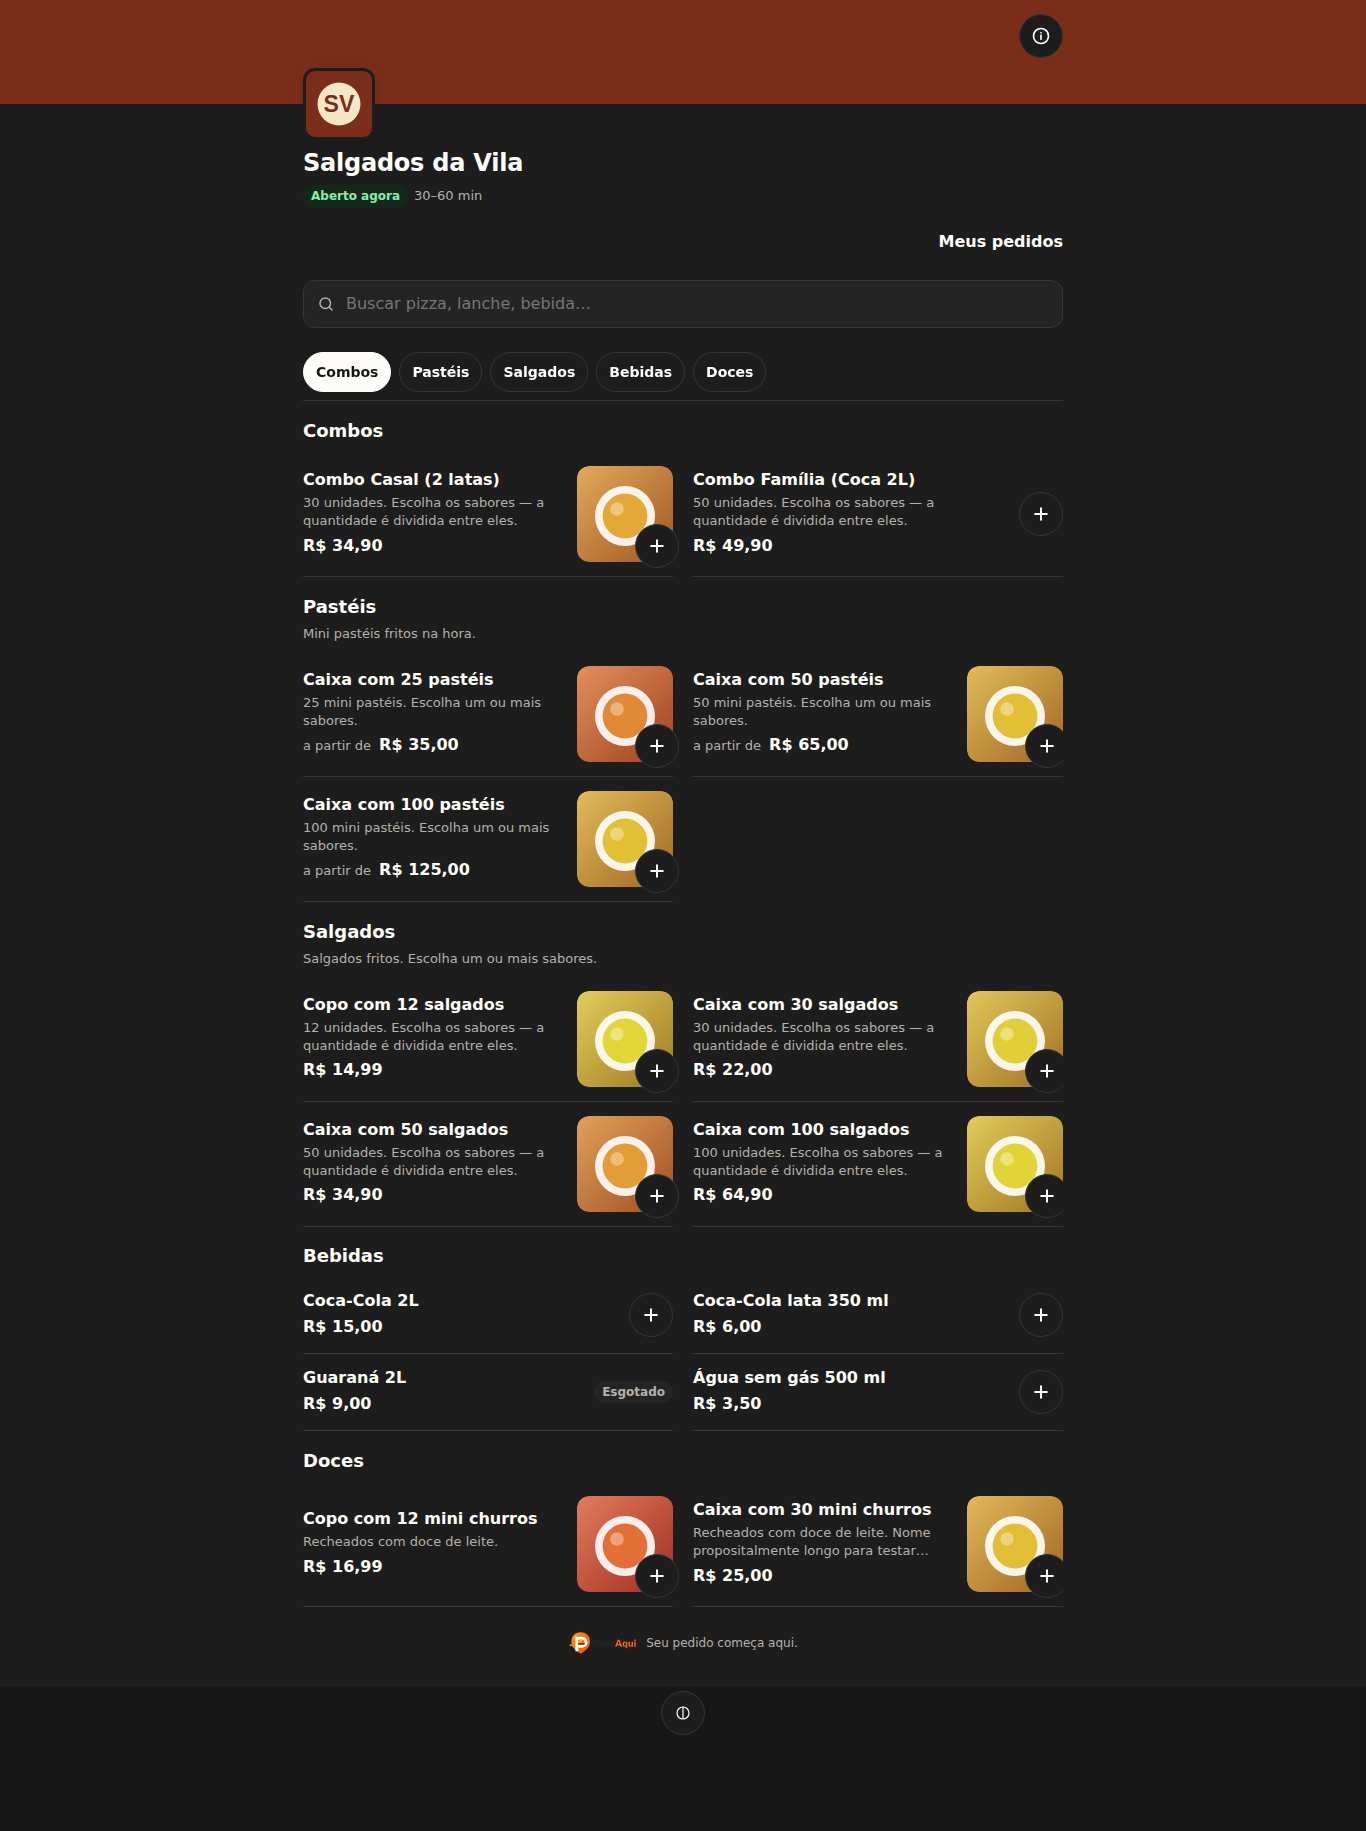 SV
Salgados da Vila
Aberto agora 30–60 min
Meus pedidos
Buscar pizza, lanche, bebida...
Combos Pastéis Salgados Bebidas Doces
Combos
Combo Casal (2 latas)
30 unidades. Escolha os sabores — a
quantidade é dividida entre eles.
R$ 34,90
Combo Família (Coca 2L)
50 unidades. Escolha os sabores — a
quantidade é dividida entre eles.
R$ 49,90
Pastéis
Mini pastéis fritos na hora.
Caixa com 25 pastéis
25 mini pastéis. Escolha um ou mais
sabores.
a partir de R$ 35,00
Caixa com 50 pastéis
50 mini pastéis. Escolha um ou mais
sabores.
a partir de R$ 65,00
Caixa com 100 pastéis
100 mini pastéis. Escolha um ou mais
sabores.
a partir de R$ 125,00
Salgados
Salgados fritos. Escolha um ou mais sabores.
Copo com 12 salgados
12 unidades. Escolha os sabores — a
quantidade é dividida entre eles.
R$ 14,99
Caixa com 30 salgados
30 unidades. Escolha os sabores — a
quantidade é dividida entre eles.
R$ 22,00
Caixa com 50 salgados
50 unidades. Escolha os sabores — a
quantidade é dividida entre eles.
R$ 34,90
Caixa com 100 salgados
100 unidades. Escolha os sabores — a
quantidade é dividida entre eles.
R$ 64,90
Bebidas
Coca-Cola 2L
R$ 15,00
Coca-Cola lata 350 ml
R$ 6,00
Guaraná 2L
R$ 9,00
Esgotado
Água sem gás 500 ml
R$ 3,50
Doces
Copo com 12 mini churros
Recheados com doce de leite.
R$ 16,99
Caixa com 30 mini churros
Recheados com doce de leite. Nome
propositalmente longo para testar...
R$ 25,00
Aqui Seu pedido começa aqui.